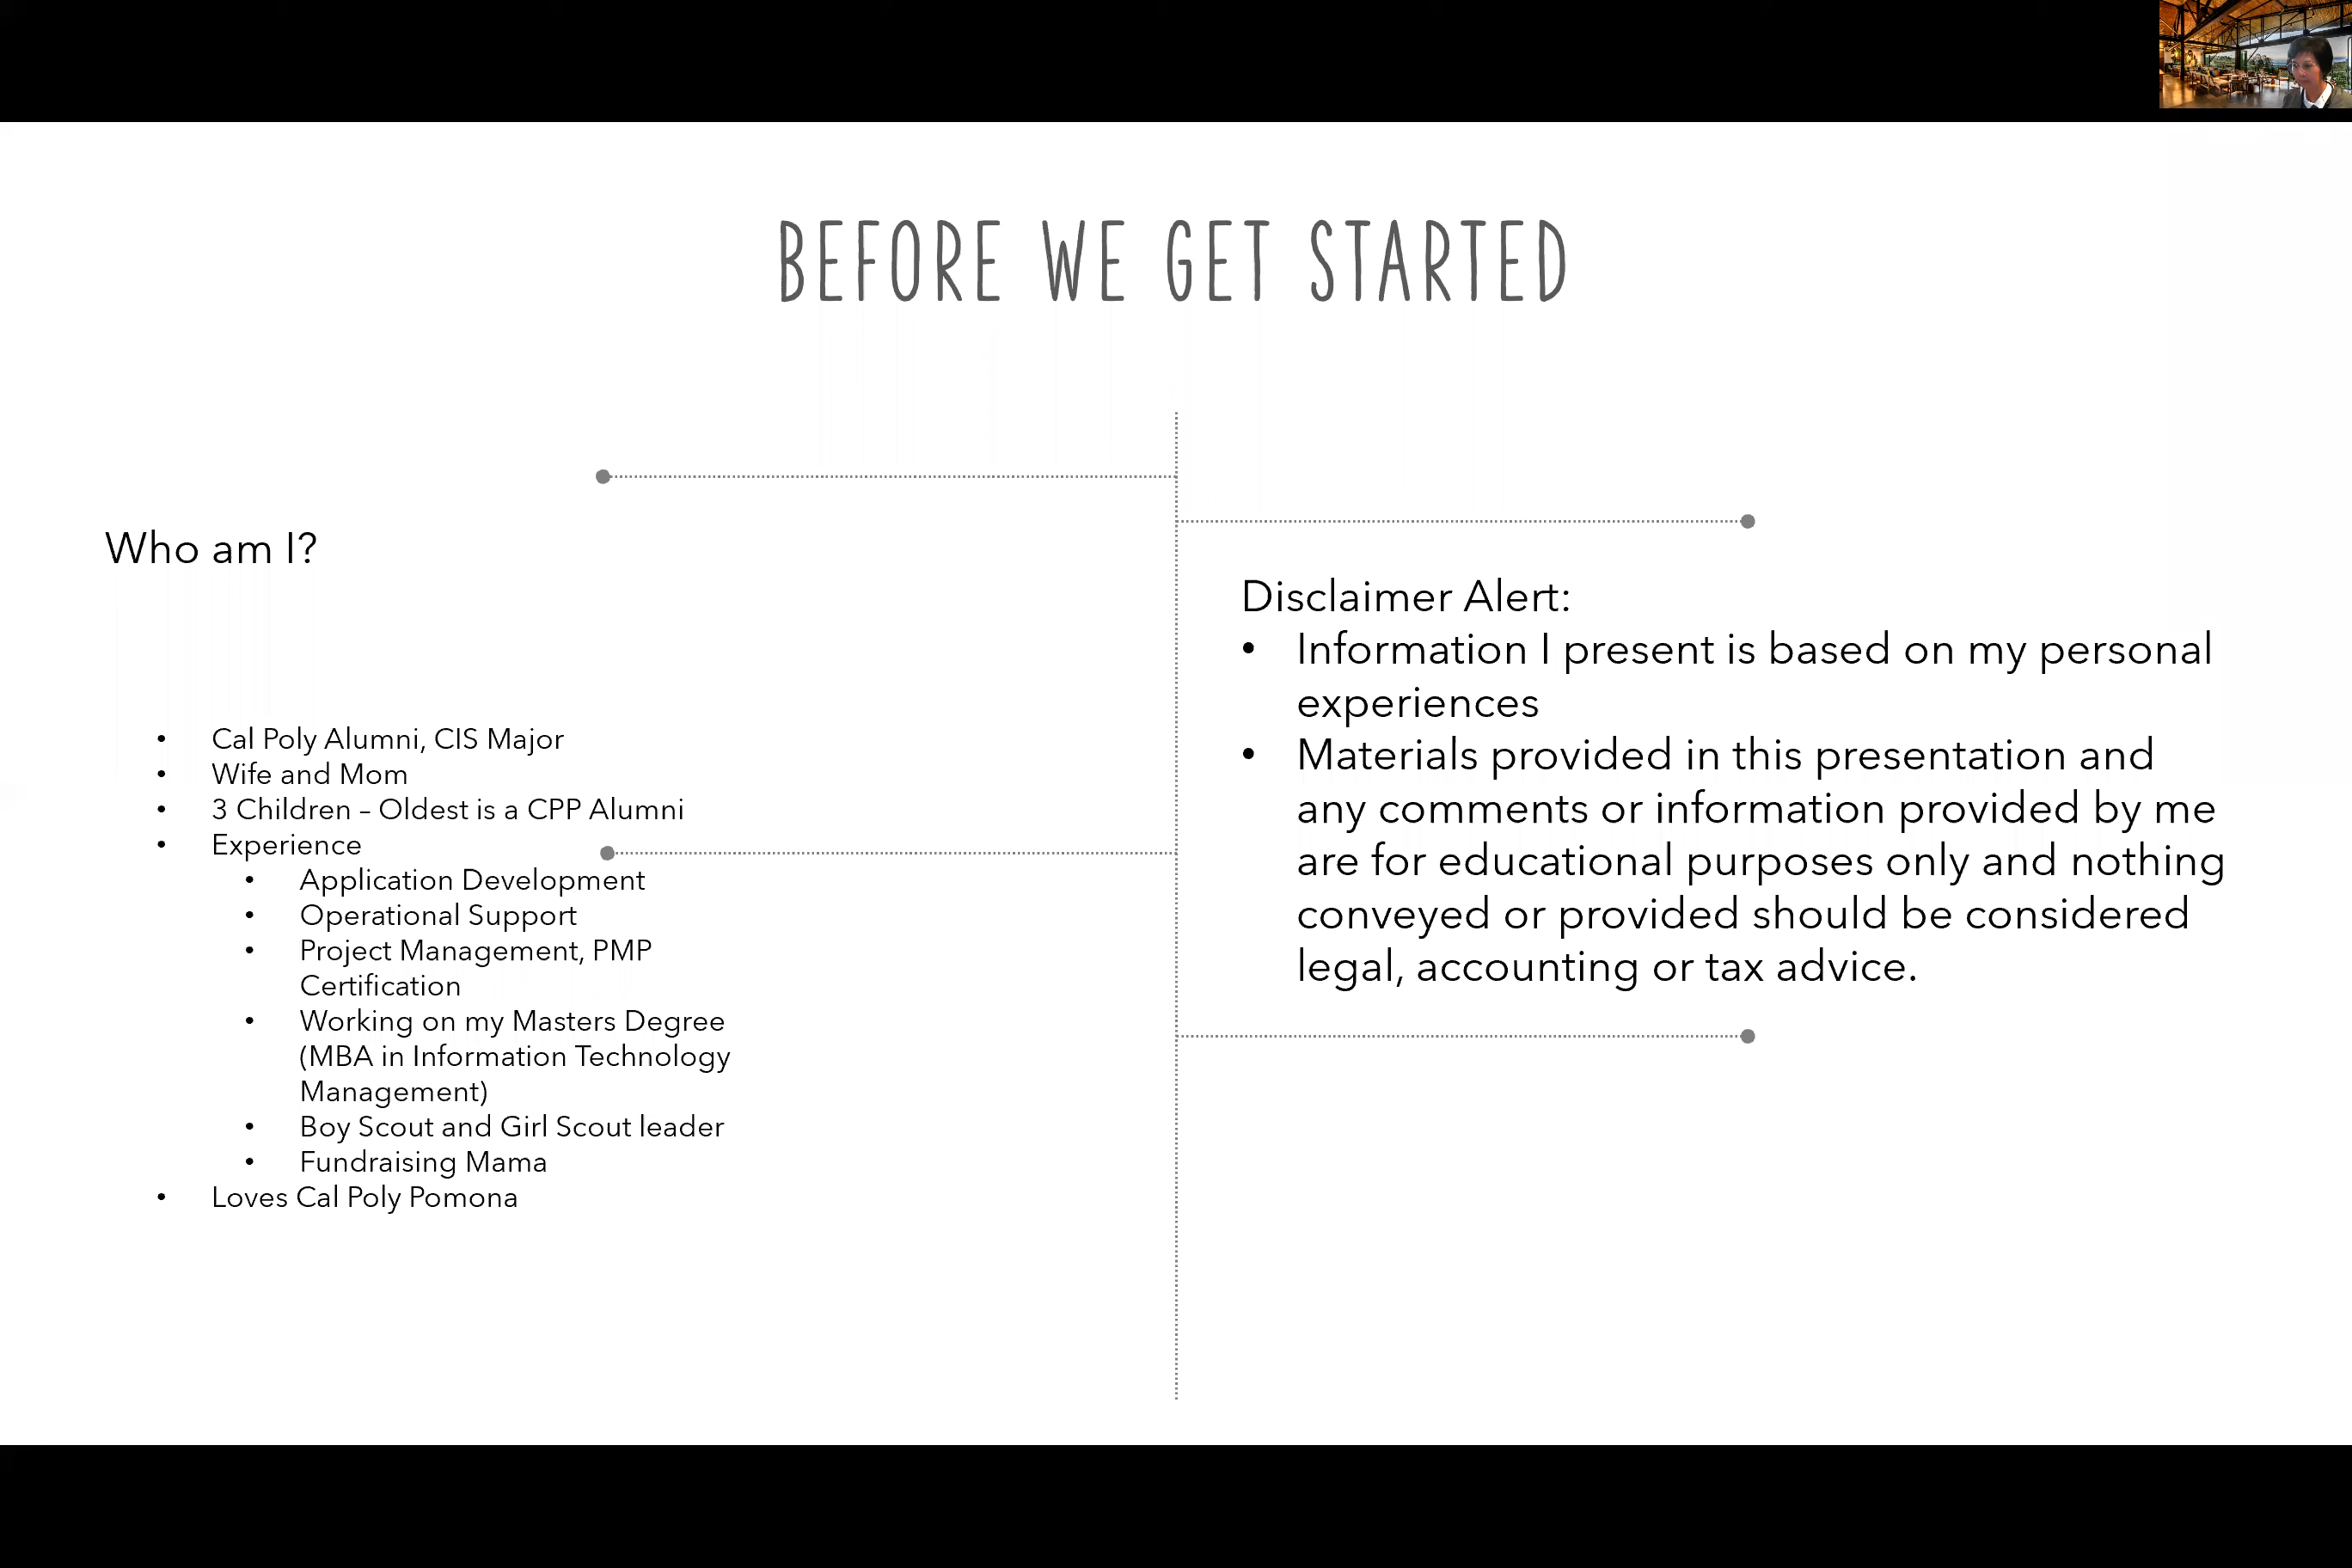 BEFORE WE GET STARTED
Who am I?
• Cal Poly Alumni, CIS Major
• Wife and Mom
• 3 Children – Oldest is a CPP Alumni
• Experience
• Application Development
• Operational Support
• Project Management, PMP
Certification
• Working on my Masters Degree
(MBA in Information Technology
Management)
• Boy Scout and Girl Scout leader
• Fundraising Mama
• Loves Cal Poly Pomona
Disclaimer Alert:
• Information I present is based on my personal
experiences
• Materials provided in this presentation and
any comments or information provided by me
are for educational purposes only and nothing
conveyed or provided should be considered
legal, accounting or tax advice.